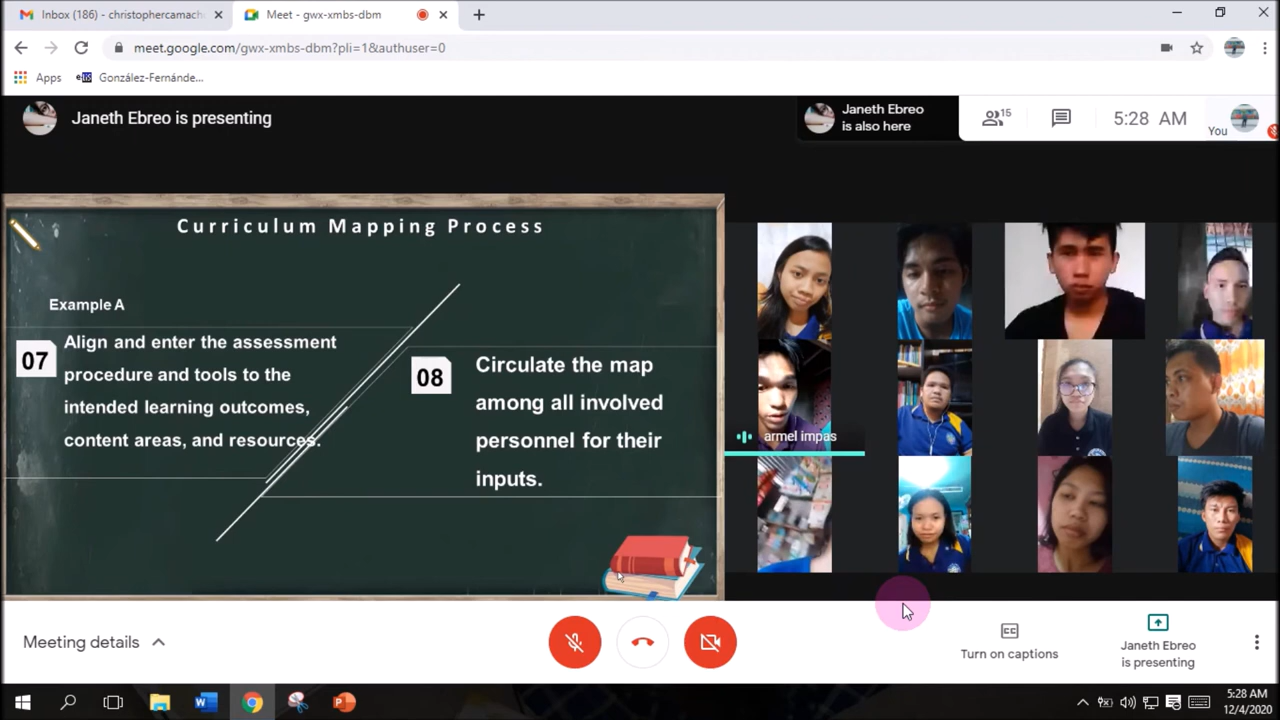 Inbox (186) - christophercamach
Meet - gwx-xmbs-dbm
meet.google.com/gwx-xmbs-dbm?pli=1&authuser=0
Apps
González-Fernánde...
Janeth Ebreo is presenting
Janeth Ebreo
is also here
15
5:28 AM
You
Curriculum Mapping Process
Example A
07
Align and enter the assessment
procedure and tools to the
intended learning outcomes,
content areas, and resources.
08
Circulate the map
among all involved
personnel for their
inputs.
armel impas
Meeting details
CC
Turn on captions
Janeth Ebreo
is presenting
5:28 AM
12/4/2020